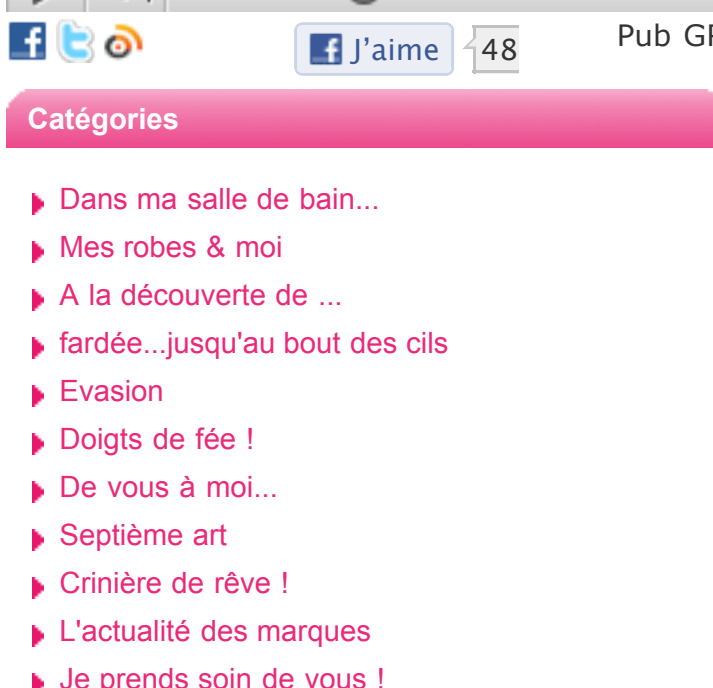 J’aime 48 Pub
Catégories
Dans ma salle de bain...
Mes robes & moi
A la découverte de ...
fardée...jusqu'au bout des cils
Evasion
Doigts de fée !
De vous à moi...
Septième art
Crinière de rêve !
L'actualité des marques
Je prends soin de vous !